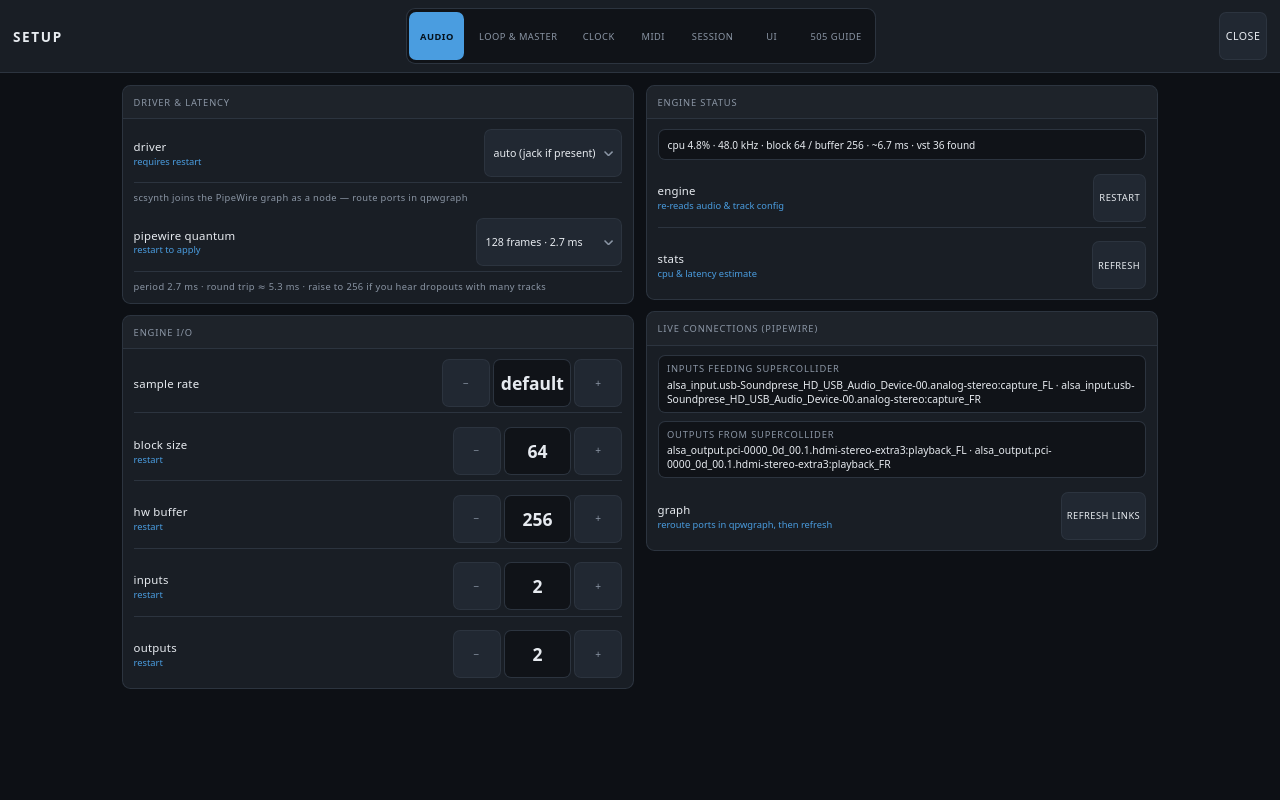 SETUP
AUDIO
LOOP & MASTER
CLOCK
MIDI
SESSION
UI
505 GUIDE
CLOSE
DRIVER & LATENCY
driver
requires restart
auto (jack if present)
scsynth joins the PipeWire graph as a node — route ports in qpwgraph
pipewire quantum
restart to apply
128 frames · 2.7 ms
period 2.7 ms · round trip ≈ 5.3 ms · raise to 256 if you hear dropouts with many tracks
ENGINE I/O
sample rate
−
default
+
block size
restart
−
64
+
hw buffer
restart
−
256
+
inputs
restart
−
2
+
outputs
restart
−
2
+
ENGINE STATUS
cpu 4.8% · 48.0 kHz · block 64 / buffer 256 · ~6.7 ms · vst 36 found
engine
re-reads audio & track config
RESTART
stats
cpu & latency estimate
REFRESH
LIVE CONNECTIONS (PIPEWIRE)
INPUTS FEEDING SUPERCOLLIDER
alsa_input.usb-Soundprese_HD_USB_Audio_Device-00.analog-stereo:capture_FL · alsa_input.usb-
Soundprese_HD_USB_Audio_Device-00.analog-stereo:capture_FR
OUTPUTS FROM SUPERCOLLIDER
alsa_output.pci-0000_0d_00.1.hdmi-stereo-extra3:playback_FL · alsa_output.pci-
0000_0d_00.1.hdmi-stereo-extra3:playback_FR
graph
reroute ports in qpwgraph, then refresh
REFRESH LINKS